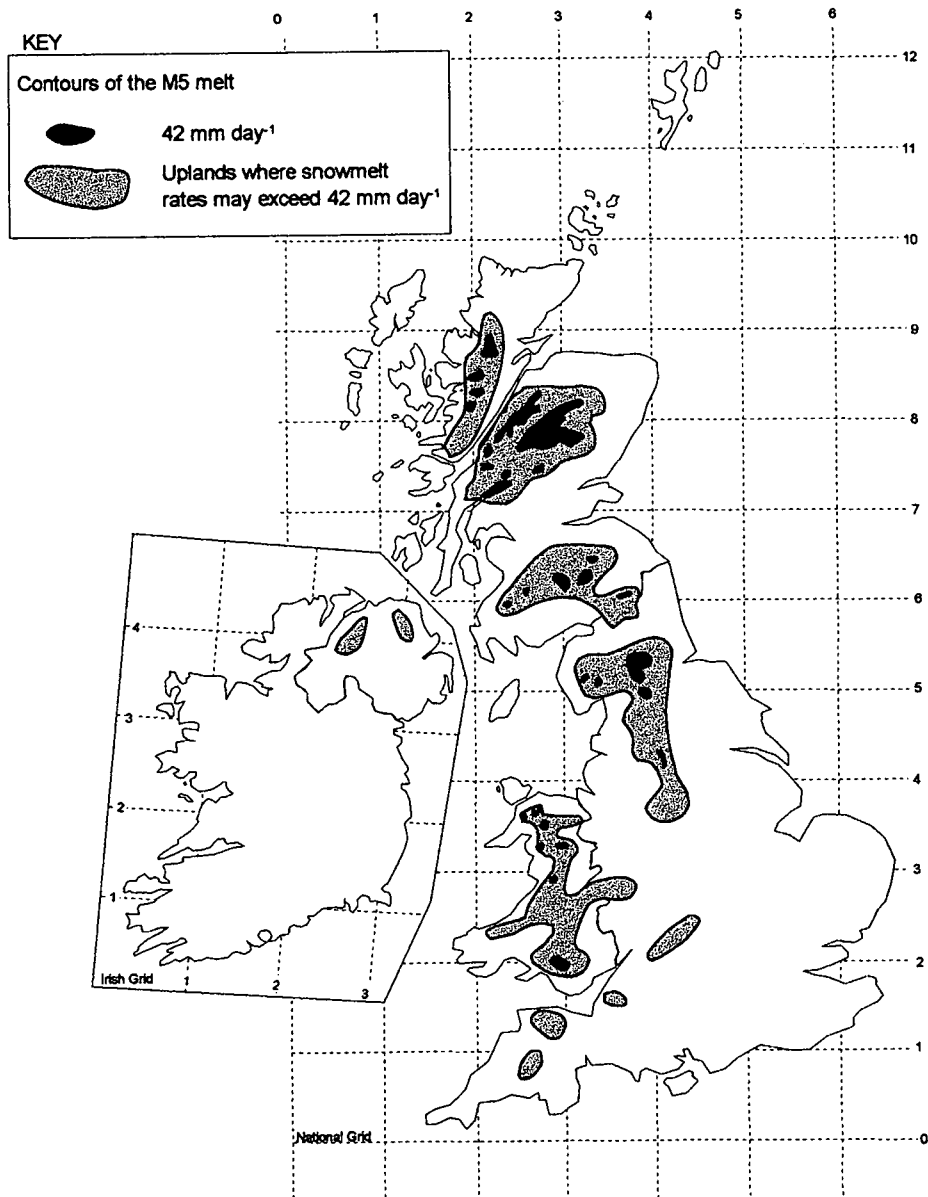 0 1 2 3 4 5 6
KEY
Contours of the M5 melt
42 mm day⁻¹
Uplands where snowmelt
rates may exceed 42 mm day⁻¹
12
11
10
9
8
7
6
5
4
3
2
1
0
4
3
2
1
Irish Grid
1 2 3
National Grid